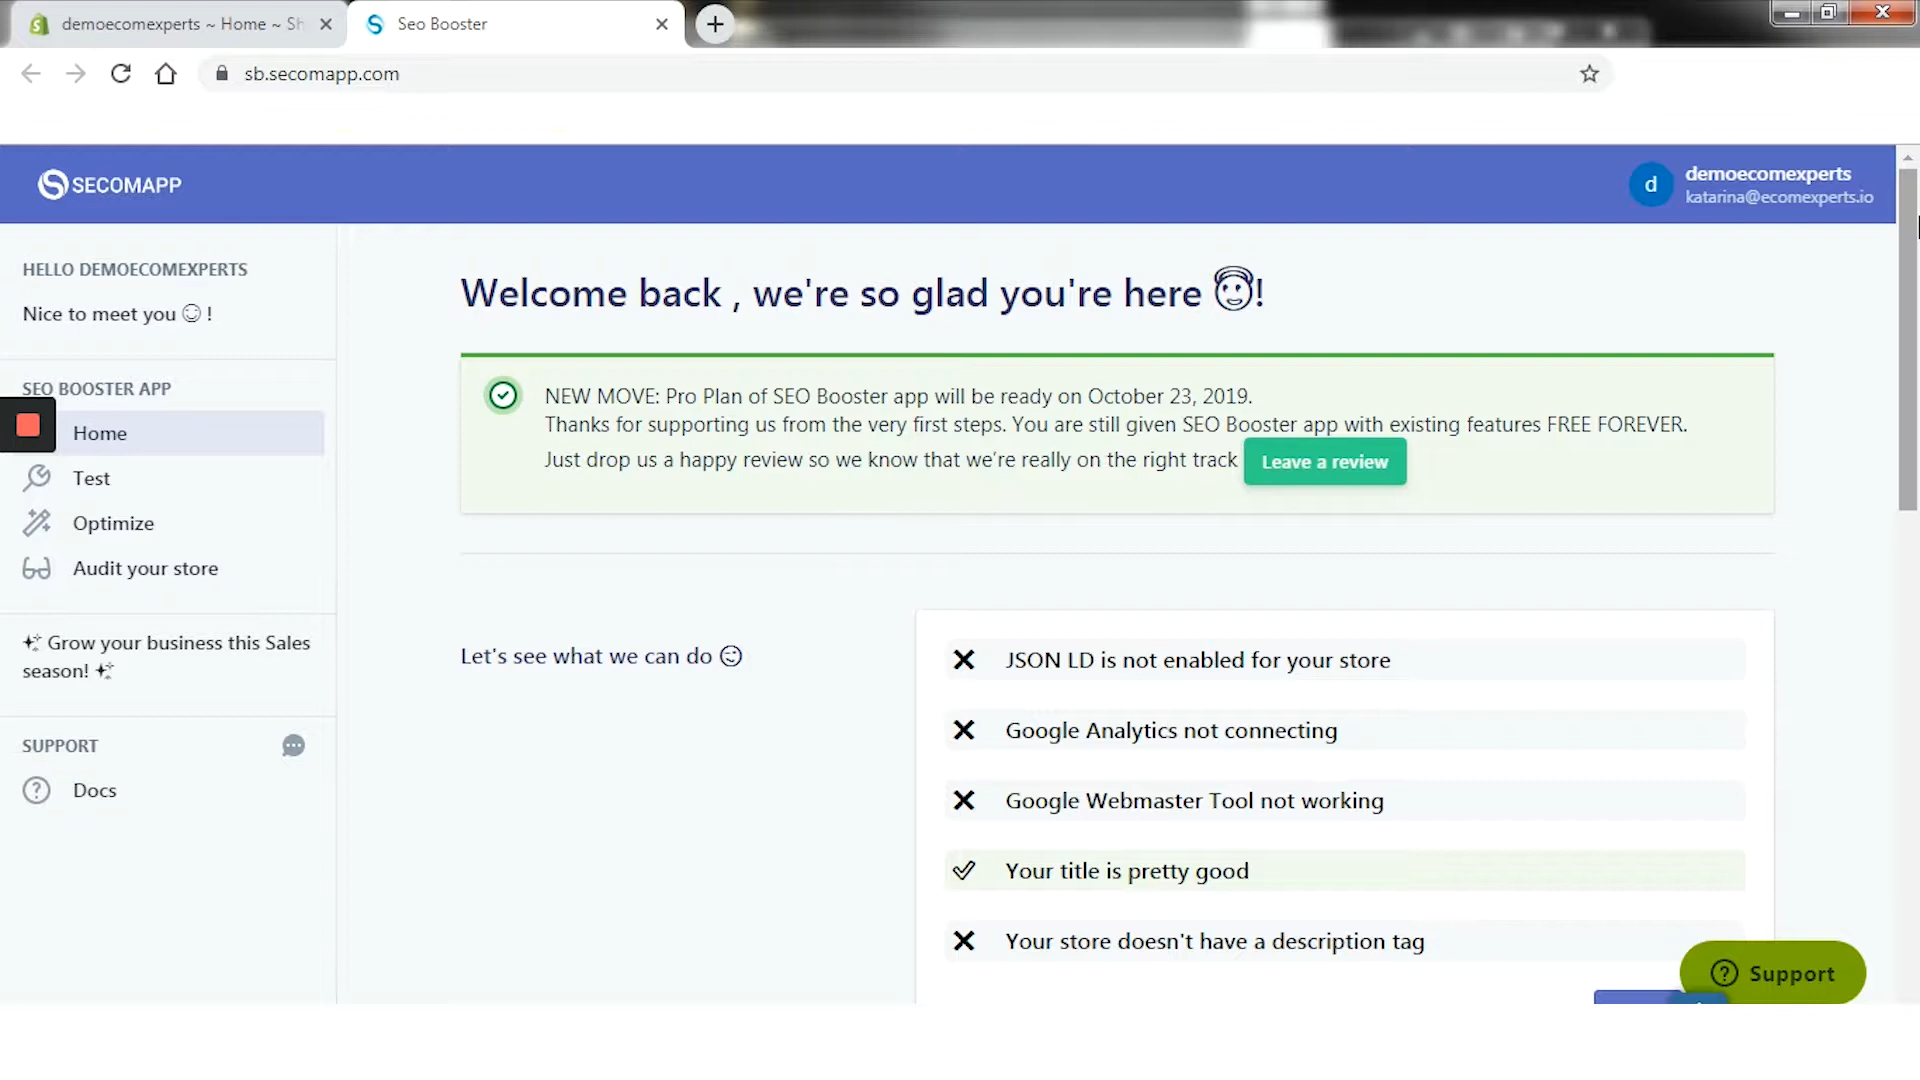 demoecomexperts ~ Home ~ Sh
Seo Booster
sb.secomapp.com
SECOMAPP
d
demoecomexperts
katarina@ecomexperts.io
HELLO DEMOECOMEXPERTS
Nice to meet you !
SEO BOOSTER APP
Home
Test
Optimize
Audit your store
Grow your business this Sales
season!
SUPPORT
Docs
Welcome back , we're so glad you're here !
NEW MOVE: Pro Plan of SEO Booster app will be ready on October 23, 2019.
Thanks for supporting us from the very first steps. You are still given SEO Booster app with existing features FREE FOREVER.
Just drop us a happy review so we know that we're really on the right track Leave a review
Let's see what we can do
JSON LD is not enabled for your store
Google Analytics not connecting
Google Webmaster Tool not working
Your title is pretty good
Your store doesn't have a description tag
Support